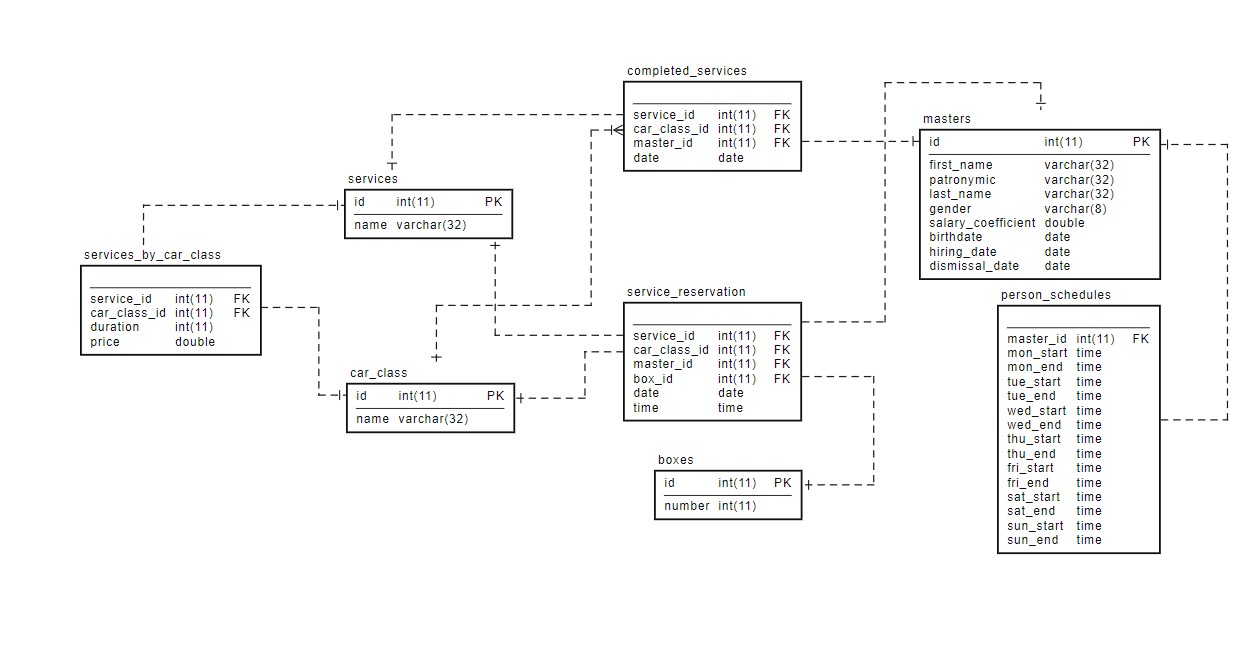 completed_services
service_id int(11) FK
car_class_id int(11) FK
master_id int(11) FK
date date
masters
id int(11) PK
first_name varchar(32)
patronymic varchar(32)
last_name varchar(32)
gender varchar(8)
salary_coefficient double
birthdate date
hiring_date date
dismissal_date date
services
id int(11) PK
name varchar(32)
services_by_car_class
service_id int(11) FK
car_class_id int(11) FK
duration int(11)
price double
service_reservation
service_id int(11) FK
car_class_id int(11) FK
master_id int(11) FK
box_id int(11) FK
date date
time time
person_schedules
master_id int(11) FK
mon_start time
mon_end time
tue_start time
tue_end time
wed_start time
wed_end time
thu_start time
thu_end time
fri_start time
fri_end time
sat_start time
sat_end time
sun_start time
sun_end time
car_class
id int(11) PK
name varchar(32)
boxes
id int(11) PK
number int(11)